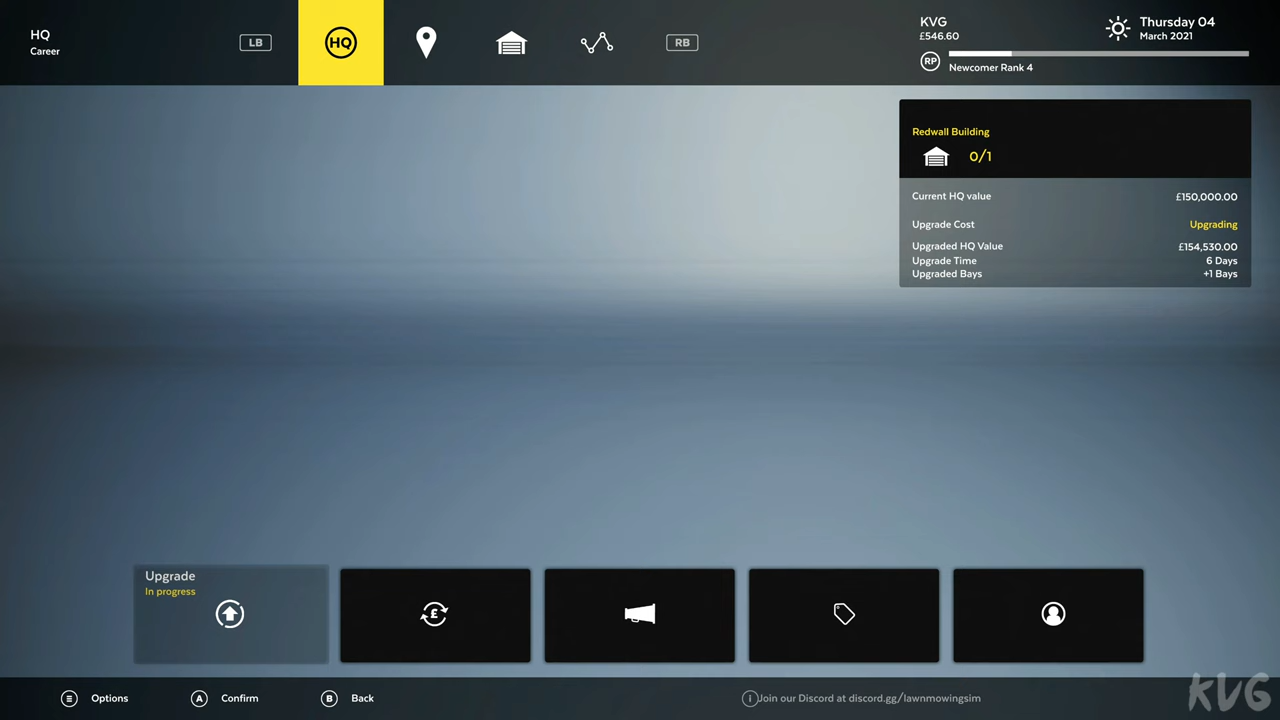 HQ
Career
LB
HQ
RB
KVG
£546.60
Thursday 04
March 2021
RP
Newcomer Rank 4
Redwall Building
0/1
Current HQ value £150,000.00
Upgrade Cost Upgrading
Upgraded HQ Value £154,530.00
Upgrade Time 6 Days
Upgraded Bays +1 Bays
Upgrade
In progress
£
Options
A Confirm
B Back
i Join our Discord at discord.gg/lawnmowingsim
KVG